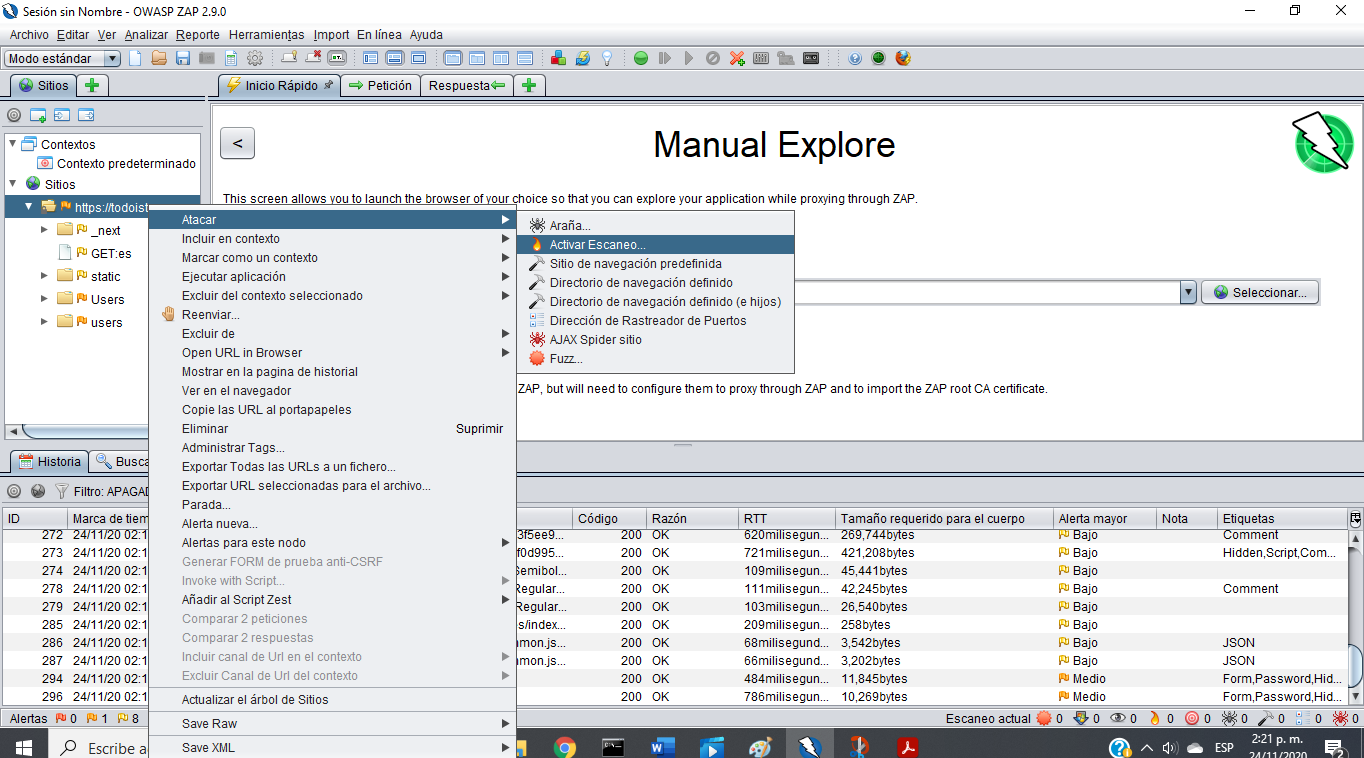 Sesión sin Nombre - OWASP ZAP 2.9.0
Archivo Editar Ver Analizar Reporte Herramientas Import En línea Ayuda
Modo estándar
Sitios
Inicio Rápido Petición Respuesta
<
Manual Explore
This screen allows you to launch the browser of your choice so that you can explore your application while proxying through ZAP.
Seleccionar...
ZAP, but will need to configure them to proxy through ZAP and to import the ZAP root CA certificate.
Contextos
Contexto predeterminado
Sitios
https://todoist
_next
GET:es
static
Users
users
Atacar
Incluir en contexto
Marcar como un contexto
Ejecutar aplicación
Excluir del contexto seleccionado
Reenviar...
Excluir de
Open URL in Browser
Mostrar en la pagina de historial
Ver en el navegador
Copie las URL al portapapeles
Eliminar Suprimir
Administrar Tags...
Exportar Todas las URLs a un fichero...
Exportar URL seleccionadas para el archivo...
Parada...
Alerta nueva...
Alertas para este nodo
Generar FORM de prueba anti-CSRF
Invoke with Script...
Añadir al Script Zest
Comparar 2 peticiones
Comparar 2 respuestas
Incluir canal de Url en el contexto
Excluir Canal de Url del contexto
Actualizar el árbol de Sitios
Save Raw
Save XML
Araña...
Activar Escaneo...
Sitio de navegación predefinida
Directorio de navegación definido
Directorio de navegación definido (e hijos)
Dirección de Rastreador de Puertos
AJAX Spider sitio
Fuzz...
Historia Busca
Filtro: APAGAD
ID Marca de tiem Código Razón RTT Tamaño requerido para el cuerpo Alerta mayor Nota Etiquetas
272 24/11/20 02:1 3f5ee9... 200 OK 620milisegun... 269,744bytes Bajo Comment
273 24/11/20 02:1 f0d995... 200 OK 721milisegun... 421,208bytes Bajo Hidden,Script,Com...
274 24/11/20 02:1 Semibol... 200 OK 109milisegun... 45,441bytes Bajo
278 24/11/20 02:1 Regular... 200 OK 111milisegun... 42,245bytes Bajo Comment
279 24/11/20 02:1 Regular... 200 OK 103milisegun... 26,540bytes Bajo
285 24/11/20 02:1 s/index... 200 OK 209milisegun... 258bytes Bajo
286 24/11/20 02:1 mon.js... 200 OK 68milisegund... 3,542bytes Bajo JSON
287 24/11/20 02:1 mon.js... 200 OK 66milisegund... 3,202bytes Bajo JSON
294 24/11/20 02:1 200 OK 484milisegun... 11,845bytes Medio Form,Password,Hid...
296 24/11/20 02:1 200 OK 786milisegun... 10,269bytes Medio Form,Password,Hid...
Alertas 0 1 8 Escaneo actual 0 0 0 0 0 0 0 0 0
Escribe a ESP 2:21 p. m.
24/11/2020 2